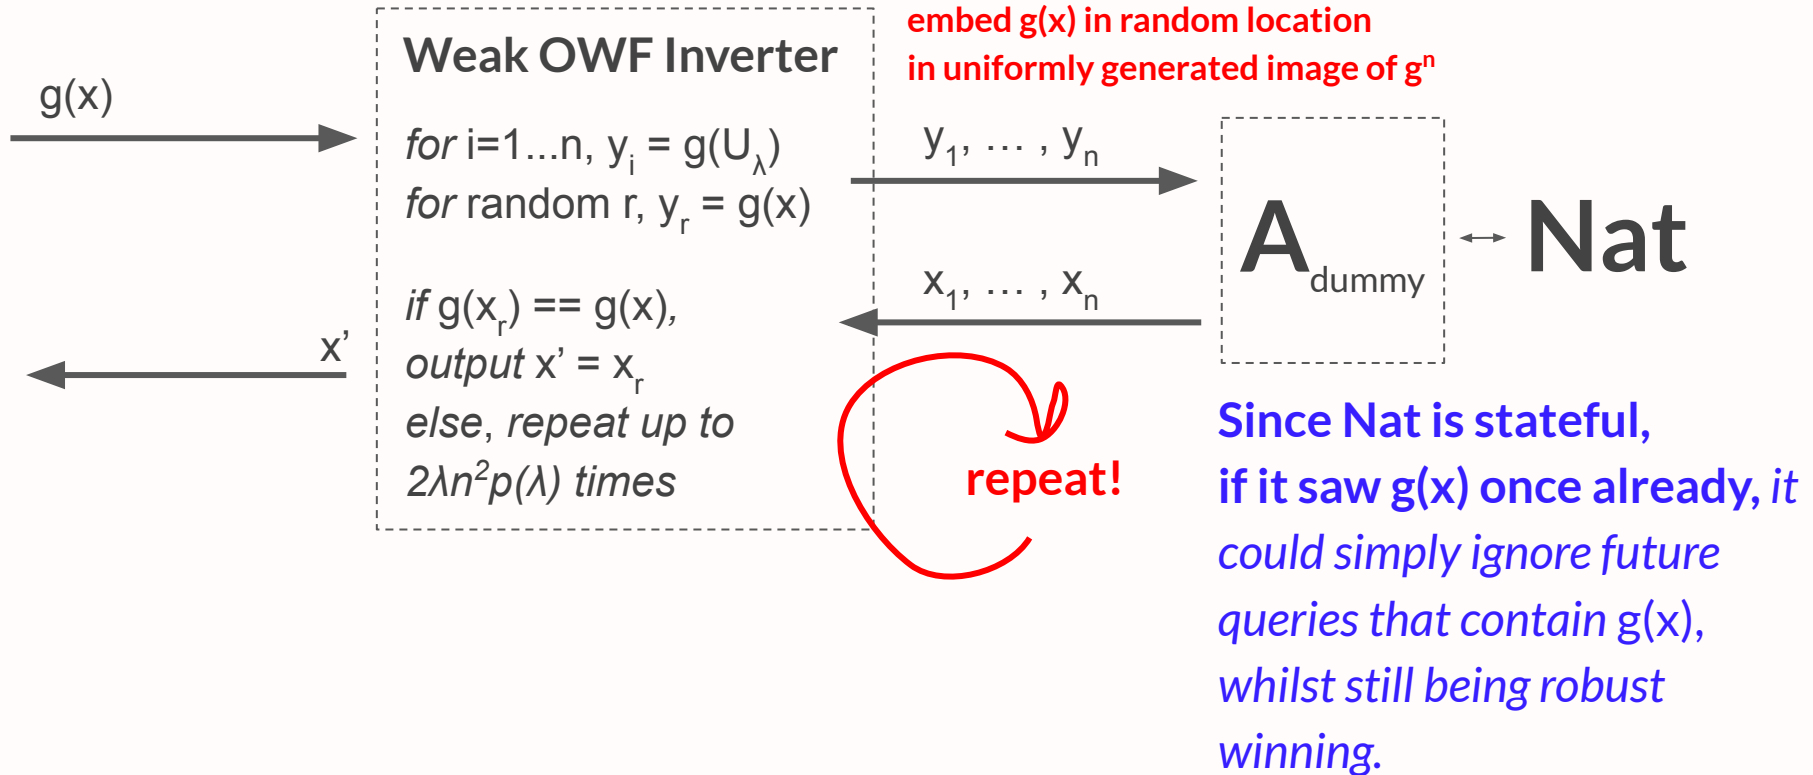 embed g(x) in random location
in uniformly generated image of gⁿ
g(x)
Weak OWF Inverter
for i=1...n, yᵢ = g(U_λ)
for random r, yᵣ = g(x)
if g(xᵣ) == g(x),
output x’ = xᵣ
else, repeat up to
2λn²p(λ) times
x’
y₁, … , yₙ
x₁, … , xₙ
repeat!
A_dummy
Nat
Since Nat is stateful,
if it saw g(x) once already, it
could simply ignore future
queries that contain g(x),
whilst still being robust
winning.